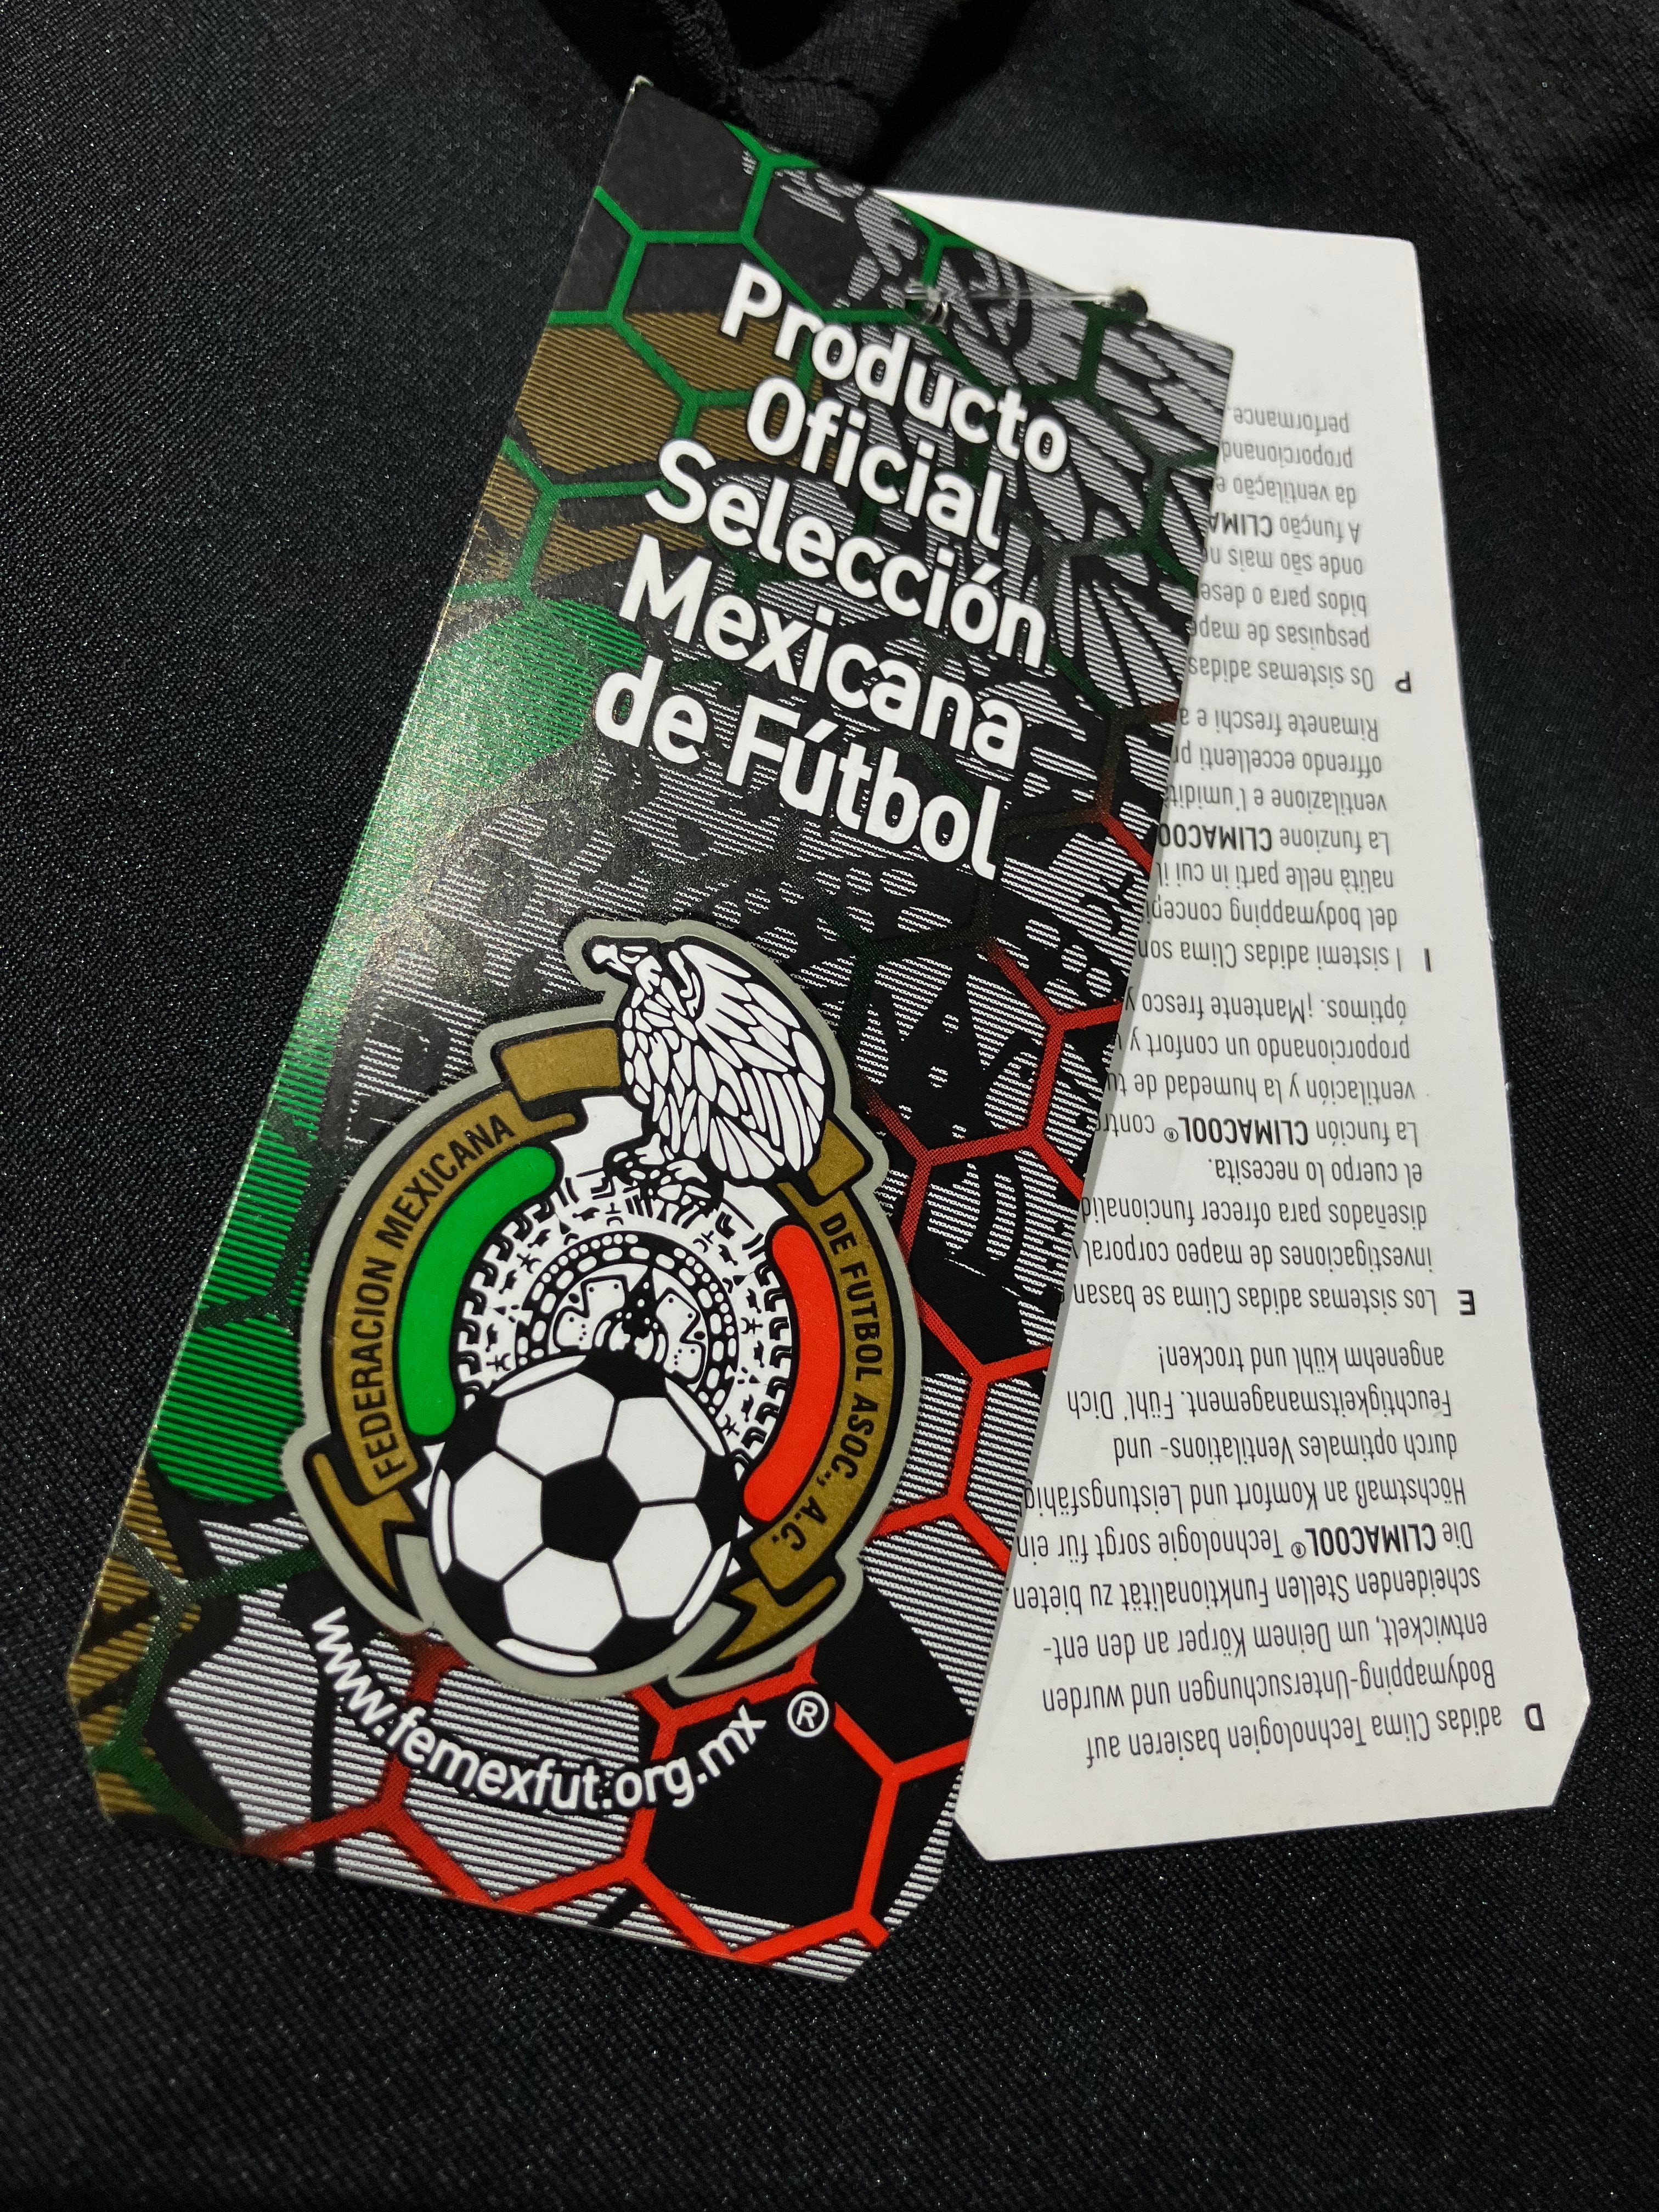 Producto
Oficial
Selección
Mexicana
de Fútbol
FEDERACION MEXICANA
DE FUTBOL ASOC., A.C.
www.femexfut.org.mx ®
D adidas Clima Technologien basieren auf
Bodymapping-Untersuchungen und wurden
entwickelt, um Deinem Körper an den ent-
scheidenden Stellen Funktionalität zu bieten
Die CLIMACOOL® Technologie sorgt für ein
Höchstmaß an Komfort und Leistungsfähig
durch optimales Ventilations- und
Feuchtigkeitsmanagement. Fühl' Dich
angenehm kühl und trocken!
E Los sistemas adidas Clima se basan
investigaciones de mapeo corporal
diseñados para ofrecer funcionalid
el cuerpo lo necesita.
La función CLIMACOOL® contro
ventilación y la humedad de tu
proporcionando un confort y
óptimos. ¡Mantente fresco y
I I sistemi adidas Clima son
del bodymapping concepi
nalità nelle parti in cui i
La funzione CLIMACOO
ventilazione e l'umidit
offrendo eccellenti pr
Rimanete freschi e a
P Os sistemas adidas
pesquisas de mape
bidos para o dese
onde são mais n
A função CLIMA
da ventilação e
proporcionand
performance.